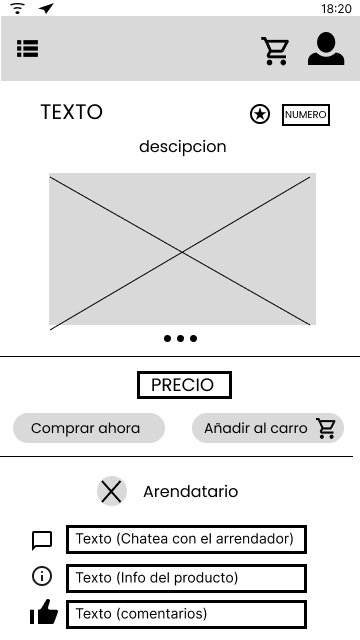 18:20
TEXTO
NUMERO
descipcion
PRECIO
Comprar ahora
Añadir al carro
Arendatario
Texto (Chatea con el arrendador)
Texto (Info del producto)
Texto (comentarios)